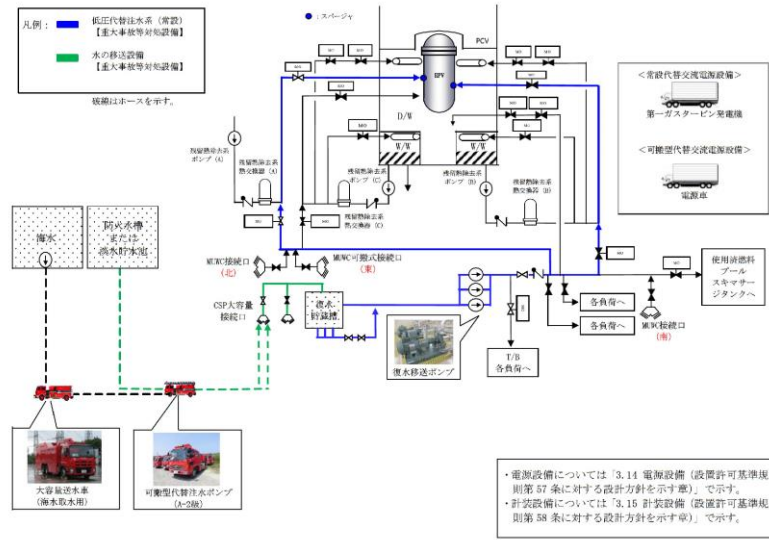 凡例：
低圧代替注水系（常設）
【重大事故等対処設備】
水の移送設備
【重大事故等対処設備】
破線はホースを示す。
：スパージャ
PCV
RPV
D/W
W/W
W/W
＜常設代替交流電源設備＞
第一ガスタービン発電機
＜可搬型代替交流電源設備＞
電源車
残留熱除去系
ポンプ（A）
残留熱除去系
熱交換器（A）
残留熱除去系
ポンプ（C）
残留熱除去系
熱交換器（C）
残留熱除去系
ポンプ（B）
残留熱除去系
熱交換器（B）
海水
防火水槽
または
淡水貯水池
MUWC接続口
（北）
MUWC可搬式接続口
（東）
CSP大容量
接続口
復水
貯蔵槽
復水移送ポンプ
T/B
各負荷へ
各負荷へ
各負荷へ
MUWC接続口
（南）
使用済燃料
プール
スキマサー
ジタンクへ
大容量送水車
（海水取水用）
可搬型代替注水ポンプ
（A-2級）
・電源設備については「3.14 電源設備（設置許可基準規
則第 57 条に対する設計方針を示す章）」で示す。
・計装設備については「3.15 計装設備（設置許可基準規
則第 58 条に対する設計方針を示す章）」で示す。